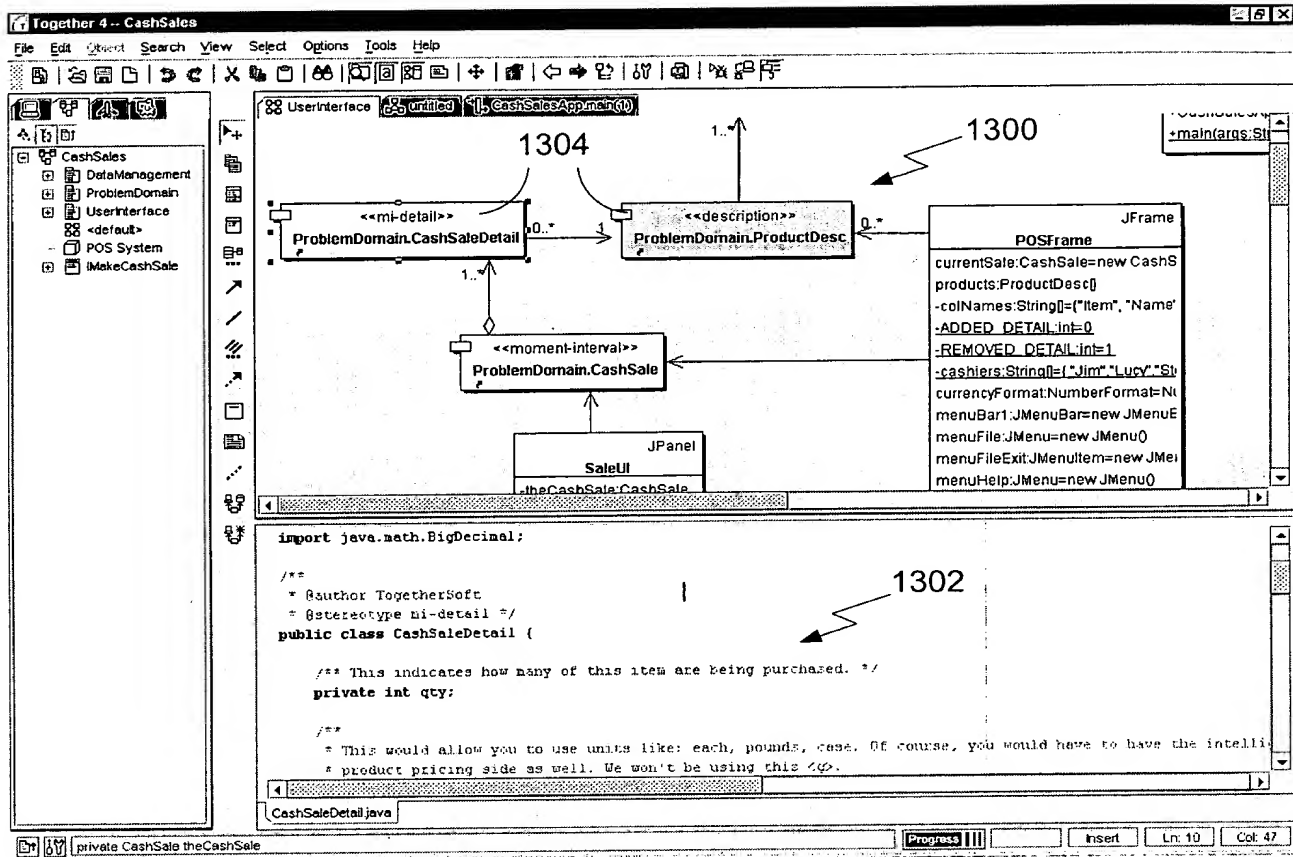 Together 4 -- CashSales
File Edit Object Search View Select Options Tools Help
UserInterface untitled CashSalesApp.main(1)
CashSales
DataManagement
ProblemDomain
UserInterface
<default>
POS System
IMakeCashSale
1304
1300
1..*
+main(args:Stri
<<mi-detail>>
ProblemDomain.CashSaleDetail
0..*
1
<<description>>
ProblemDomain.ProductDesc
0..*
1..*
<<moment-interval>>
ProblemDomain.CashSale
JPanel
SaleUI
-theCashSale:CashSale
JFrame
POSFrame
currentSale:CashSale=new CashS
products:ProductDesc[]
-colNames:String[]={"Item", "Name"
-ADDED_DETAIL:int=0
-REMOVED_DETAIL:int=1
-cashiers:String[]={"Jim","Lucy","St
currencyFormat:NumberFormat=Nu
menuBar1:JMenuBar=new JMenuB
menuFile:JMenu=new JMenu()
menuFileExit:JMenuItem=new JMe
menuHelp:JMenu=new JMenu()
import java.math.BigDecimal;
/**
* @author TogetherSoft
* @stereotype mi-detail */
public class CashSaleDetail {
1302
/** This indicates how many of this item are being purchased. */
private int qty;
/**
* This would allow you to use units like: each, pounds, case. Of course, you would have to have the intelli
* product pricing side as well. We won't be using this
CashSaleDetail.java
private CashSale theCashSale
Progress
Insert
Ln: 10
Col: 47